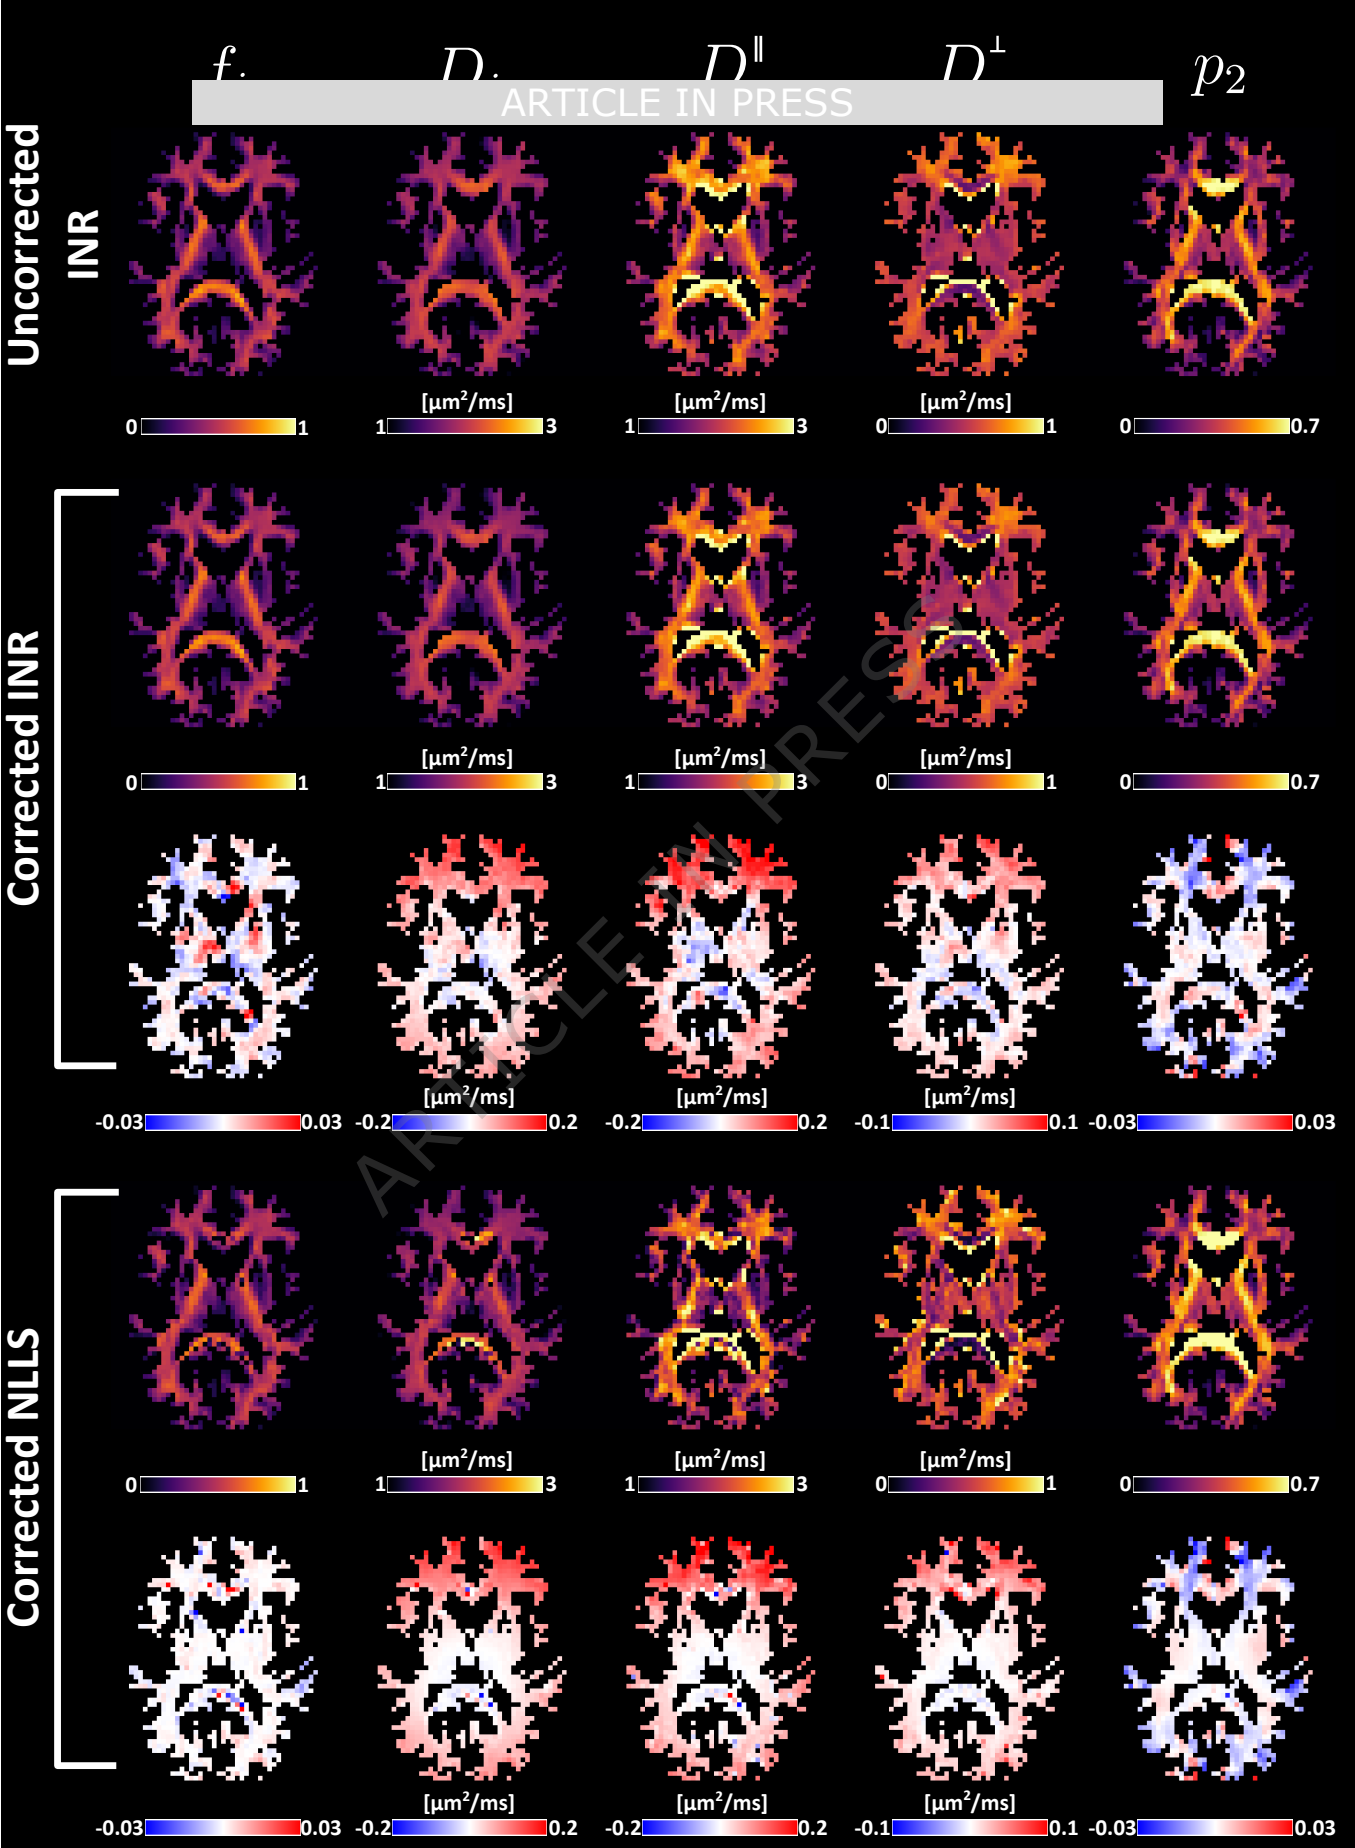 p₂
ARTICLE IN PRESS
Uncorrected
INR
[µm²/ms] [µm²/ms] [µm²/ms]
0 1 1 3 1 3 0 1 0 0.7
Corrected INR
[µm²/ms] [µm²/ms] [µm²/ms]
0 1 1 3 1 3 0 1 0 0.7
[µm²/ms] [µm²/ms] [µm²/ms]
-0.03 0.03 -0.2 0.2 -0.2 0.2 -0.1 0.1 -0.03 0.03
ARTICLE IN PRESS
Corrected NLLS
[µm²/ms] [µm²/ms] [µm²/ms]
0 1 1 3 1 3 0 1 0 0.7
[µm²/ms] [µm²/ms] [µm²/ms]
-0.03 0.03 -0.2 0.2 -0.2 0.2 -0.1 0.1 -0.03 0.03